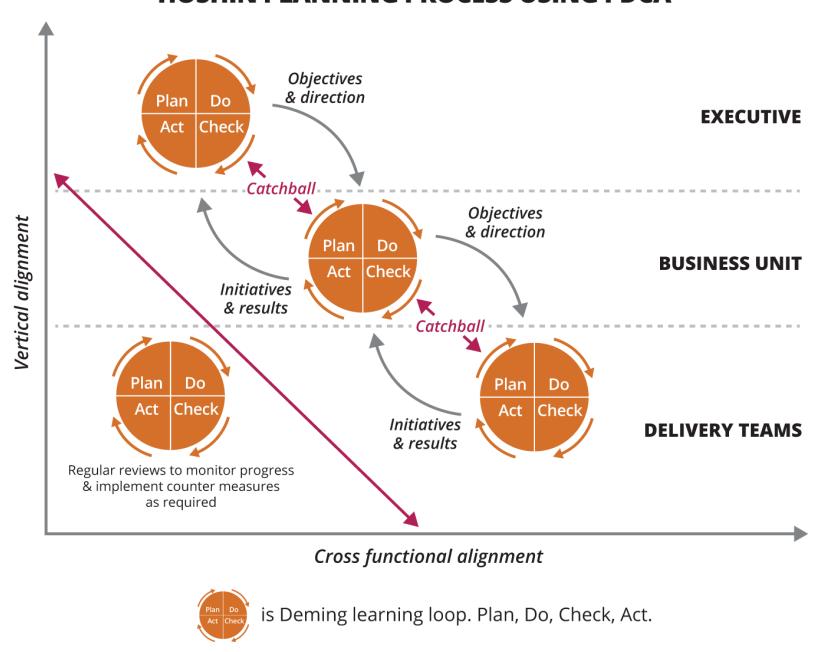 HOSHIN PLANNING PROCESS USING PDCA
Plan Do
Act Check
Objectives
& direction
EXECUTIVE
Catchball
Plan Do
Act Check
Objectives
& direction
BUSINESS UNIT
Initiatives
& results
Vertical alignment
Catchball
Plan Do
Act Check
Plan Do
Act Check
Initiatives
& results
DELIVERY TEAMS
Regular reviews to monitor progress
& implement counter measures
as required
Cross functional alignment
Plan Do
Act Check
is Deming learning loop. Plan, Do, Check, Act.